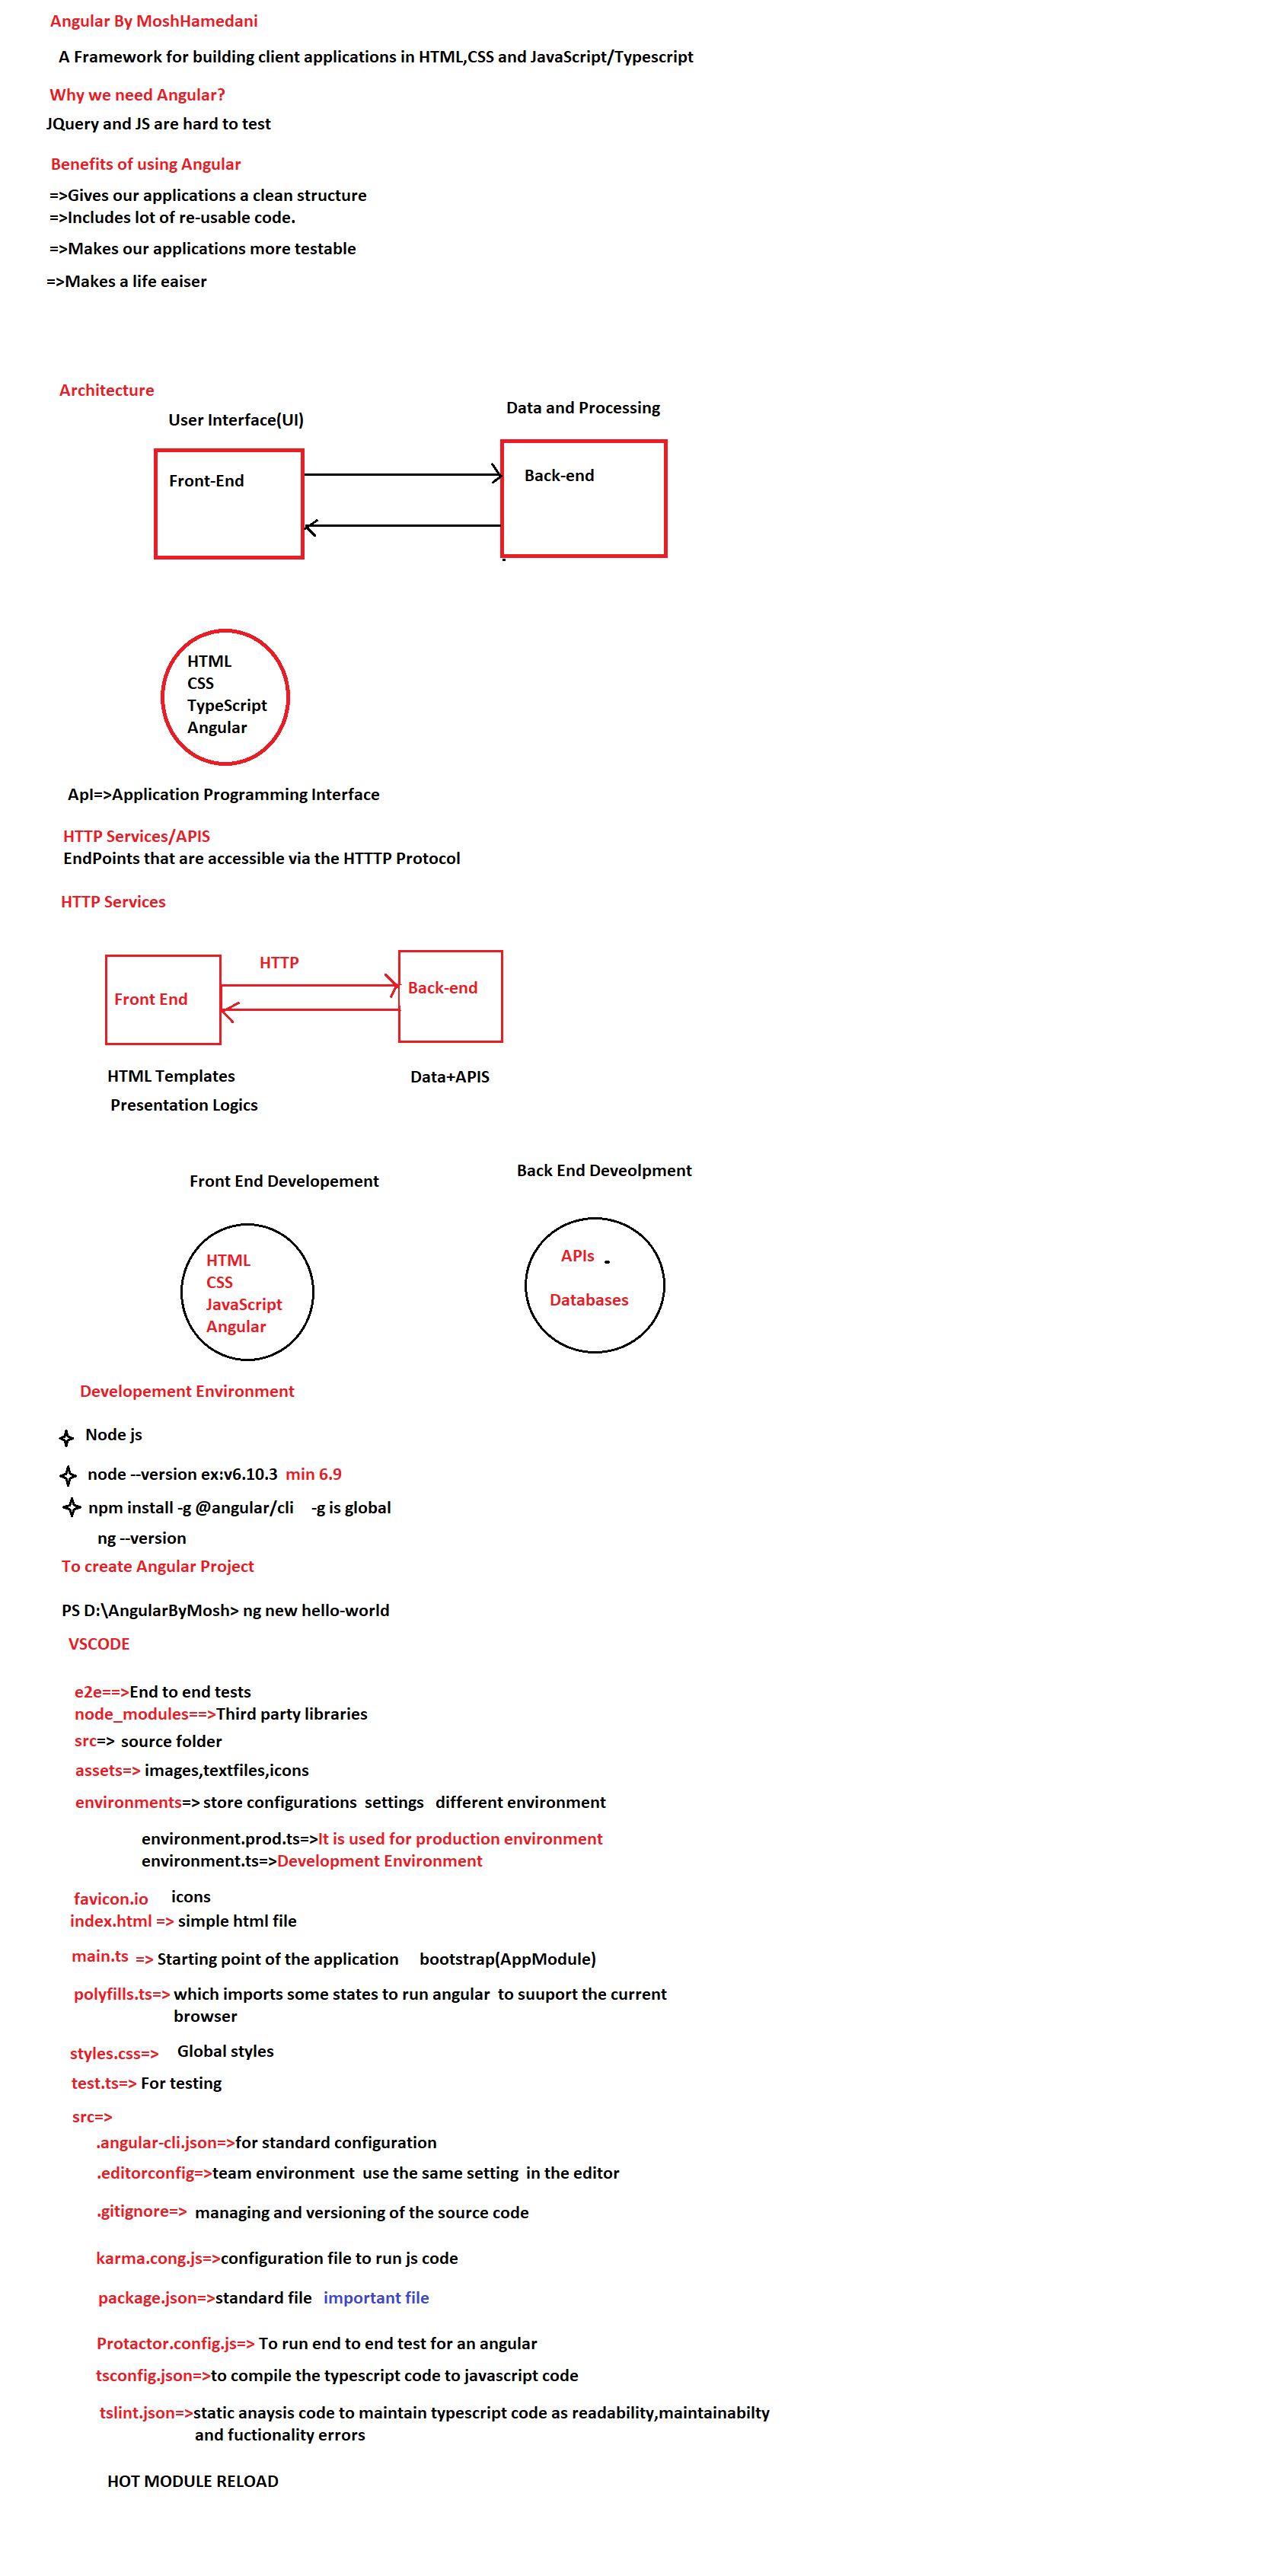 Angular By MoshHamedani
A Framework for building client applications in HTML,CSS and JavaScript/Typescript
Why we need Angular?
JQuery and JS are hard to test
Benefits of using Angular
=>Gives our applications a clean structure
=>Includes lot of re-usable code.
=>Makes our applications more testable
=>Makes a life eaiser
Architecture
User Interface(UI)
Data and Processing
Front-End
Back-end
HTML
CSS
TypeScript
Angular
ApI=>Application Programming Interface
HTTP Services/APIS
EndPoints that are accessible via the HTTTP Protocol
HTTP Services
HTTP
Front End
Back-end
HTML Templates
Data+APIS
Presentation Logics
Front End Developement
Back End Deveolpment
HTML
CSS
JavaScript
Angular
APIs
Databases
Developement Environment
Node js
node --version ex:v6.10.3 min 6.9
npm install -g @angular/cli -g is global
ng --version
To create Angular Project
PS D:\AngularByMosh> ng new hello-world
VSCODE
e2e==>End to end tests
node_modules==>Third party libraries
src=> source folder
assets=> images,textfiles,icons
environments=> store configurations settings different environment
environment.prod.ts=>It is used for production environment
environment.ts=>Development Environment
favicon.io icons
index.html => simple html file
main.ts => Starting point of the application bootstrap(AppModule)
polyfills.ts=> which imports some states to run angular to suuport the current
browser
styles.css=> Global styles
test.ts=> For testing
src=>
.angular-cli.json=>for standard configuration
.editorconfig=>team environment use the same setting in the editor
.gitignore=> managing and versioning of the source code
karma.cong.js=>configuration file to run js code
package.json=>standard file important file
Protactor.config.js=> To run end to end test for an angular
tsconfig.json=>to compile the typescript code to javascript code
tslint.json=>static anaysis code to maintain typescript code as readability,maintainabilty
and fuctionality errors
HOT MODULE RELOAD